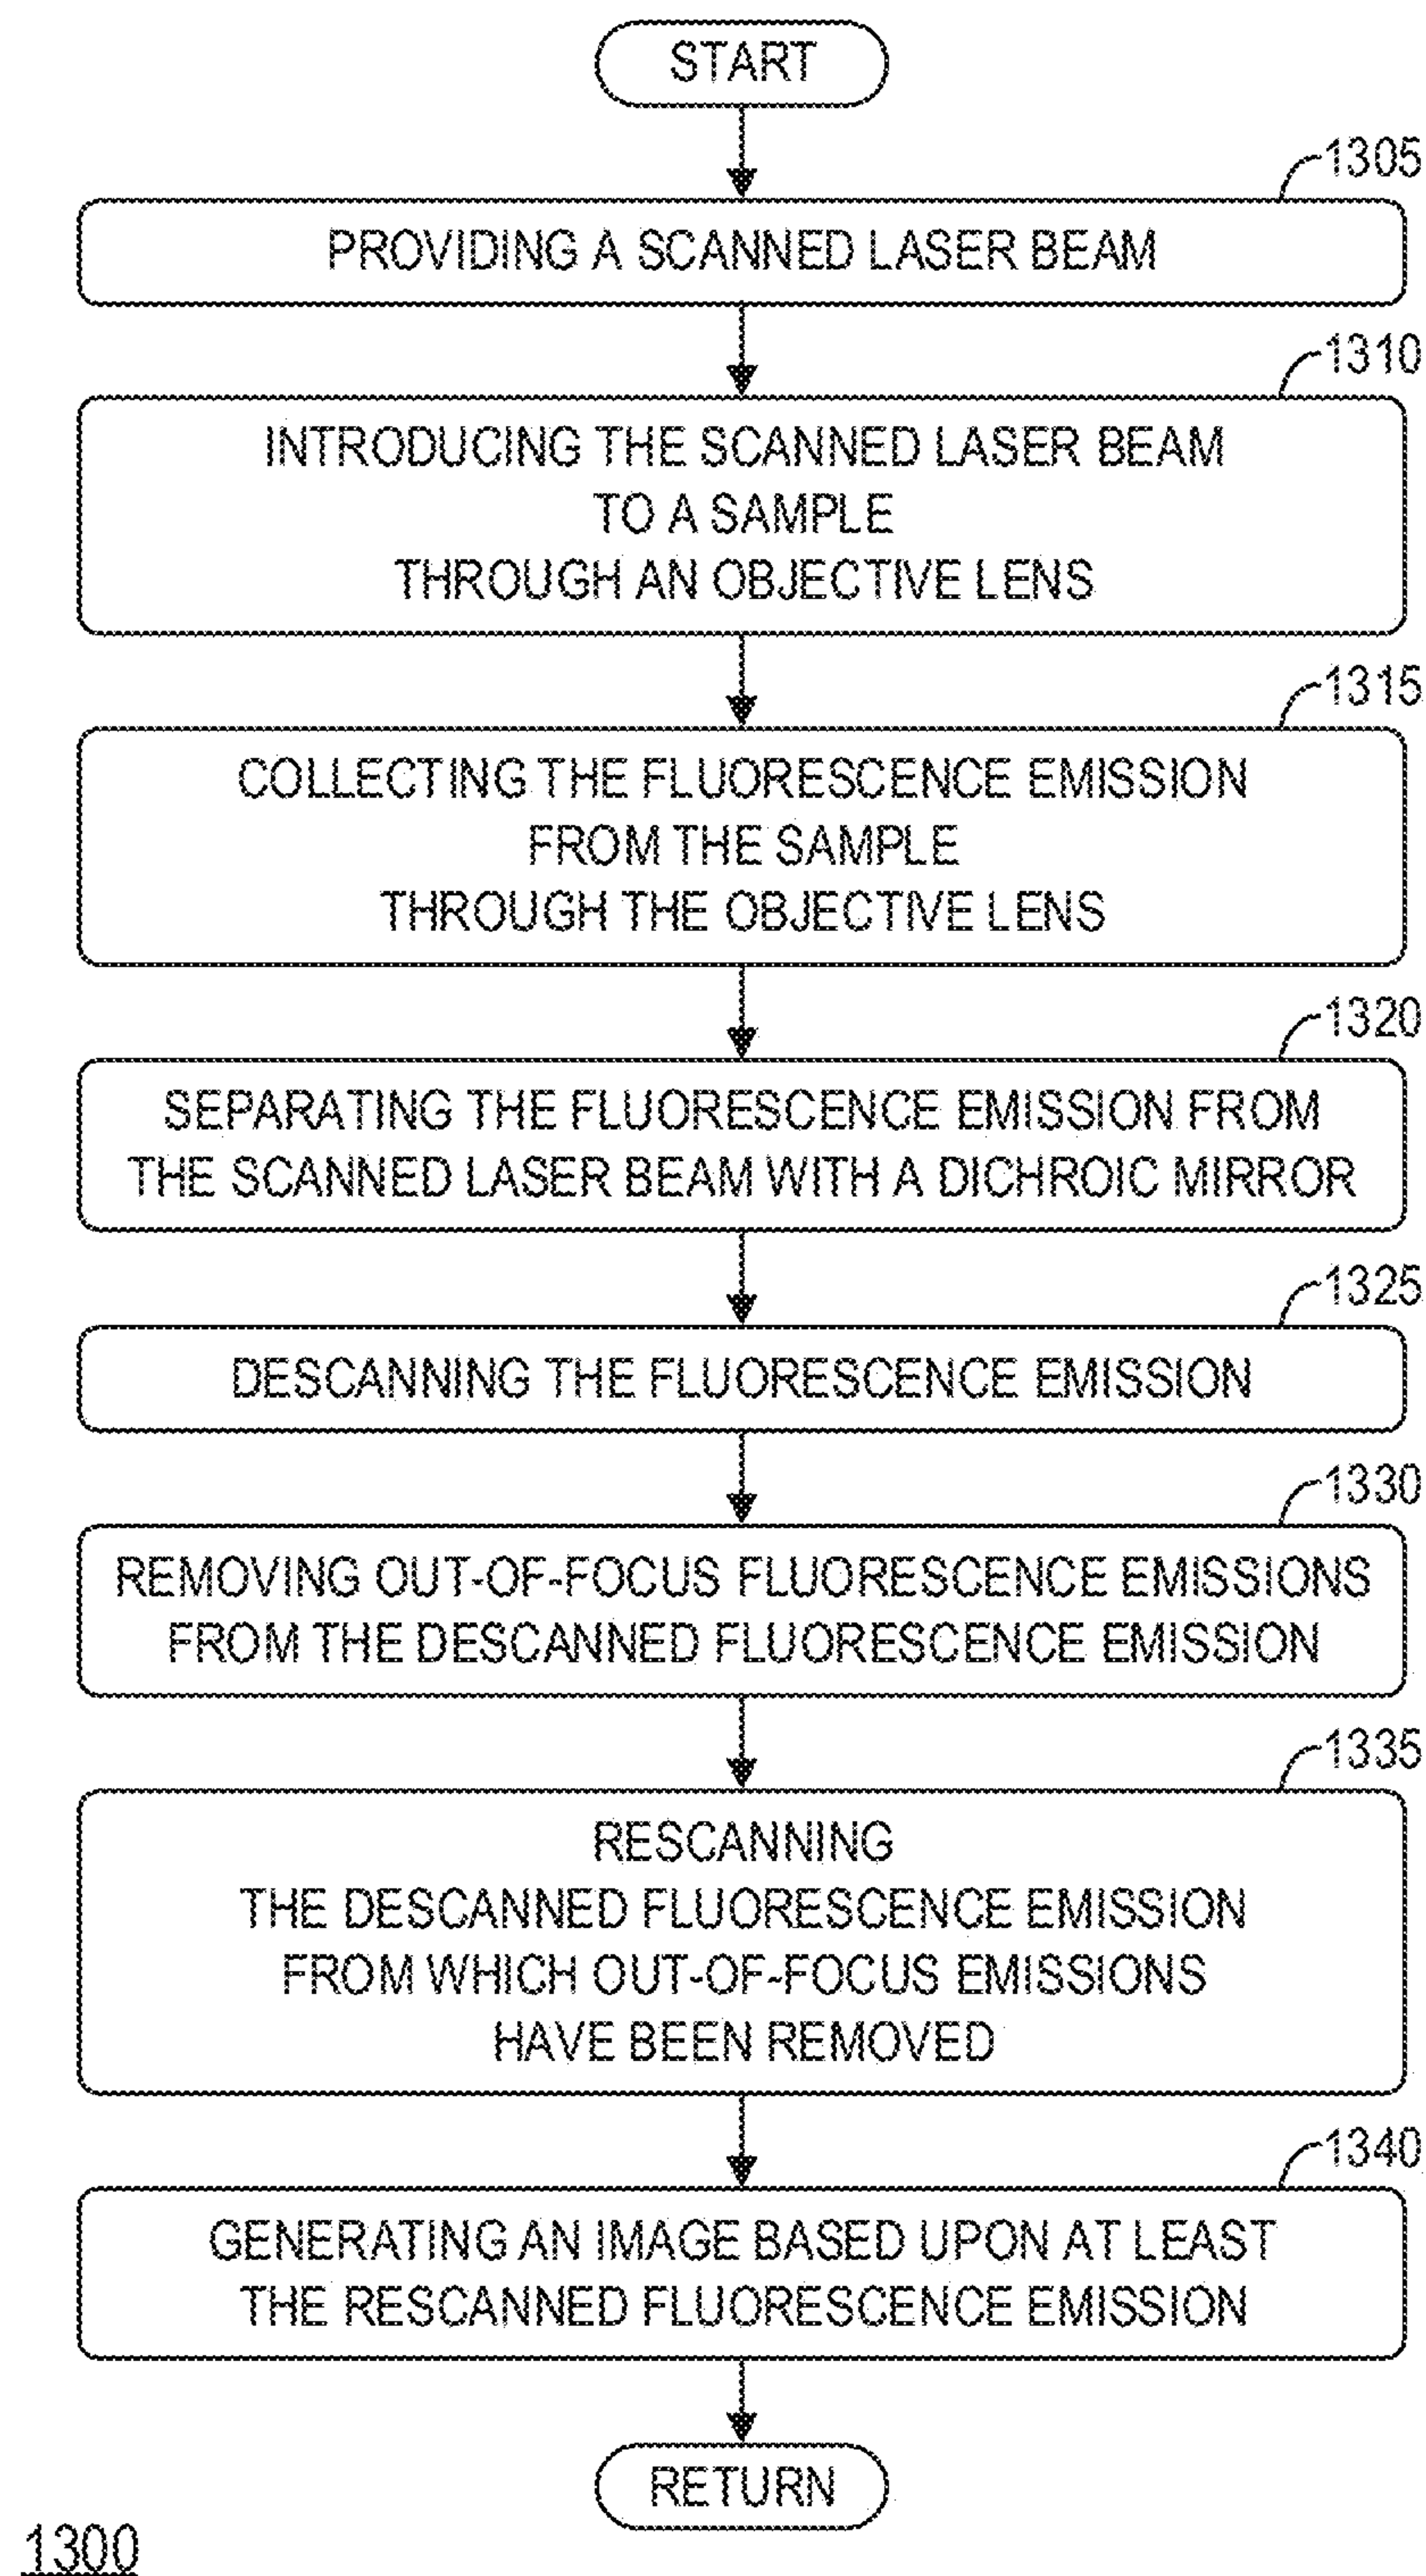 START
1305
PROVIDING A SCANNED LASER BEAM
1310
INTRODUCING THE SCANNED LASER BEAM
TO A SAMPLE
THROUGH AN OBJECTIVE LENS
1315
COLLECTING THE FLUORESCENCE EMISSION
FROM THE SAMPLE
THROUGH THE OBJECTIVE LENS
1320
SEPARATING THE FLUORESCENCE EMISSION FROM
THE SCANNED LASER BEAM WITH A DICHROIC MIRROR
1325
DESCANNING THE FLUORESCENCE EMISSION
1330
REMOVING OUT-OF-FOCUS FLUORESCENCE EMISSIONS
FROM THE DESCANNED FLUORESCENCE EMISSION
1335
RESCANNING
THE DESCANNED FLUORESCENCE EMISSION
FROM WHICH OUT-OF-FOCUS EMISSIONS
HAVE BEEN REMOVED
1340
GENERATING AN IMAGE BASED UPON AT LEAST
THE RESCANNED FLUORESCENCE EMISSION
RETURN
1300